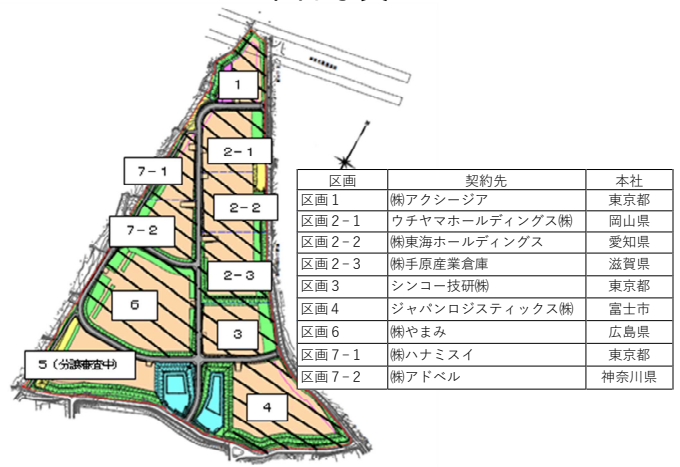 1
2－1
7－1
2－2
7－2
2－3
6
3
5（分譲審査中）
4
区画 契約先 本社
区画1 ㈱アクシージア 東京都
区画2-1 ウチヤマホールディングス㈱ 岡山県
区画2-2 ㈱東海ホールディングス 愛知県
区画2-3 ㈱手原産業倉庫 滋賀県
区画3 シンコー技研㈱ 東京都
区画4 ジャパンロジスティックス㈱ 富士市
区画6 ㈱やまみ 広島県
区画7-1 ㈱ハナミスイ 東京都
区画7-2 ㈱アドベル 神奈川県